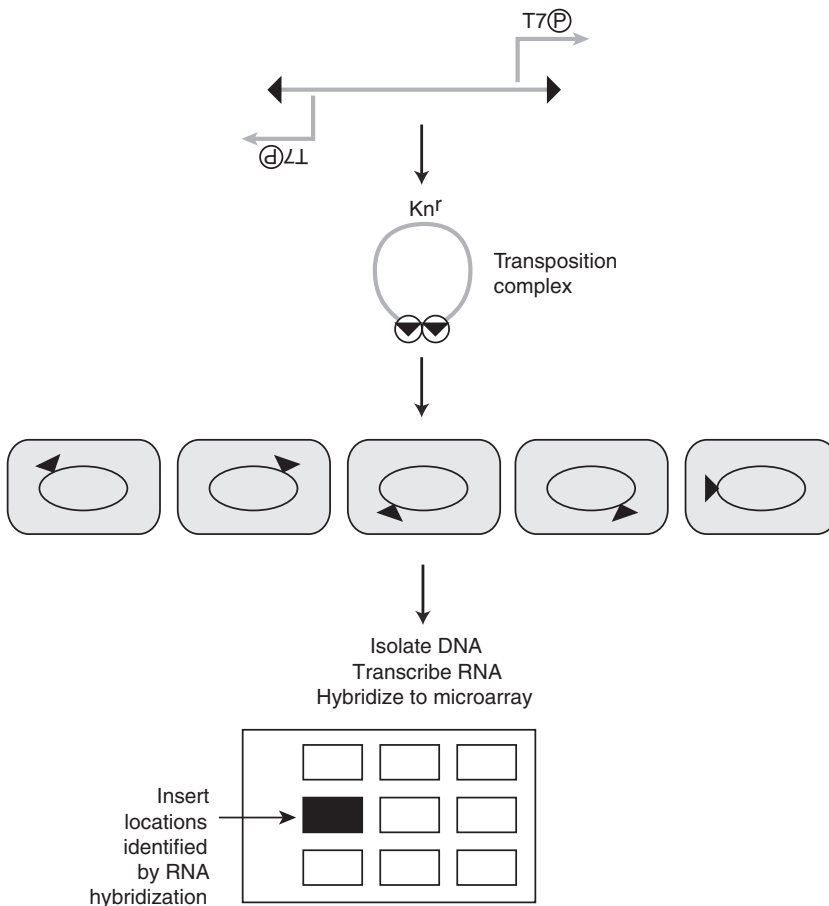 T7Ⓟ
T7Ⓟ
Knʳ
Transposition
complex
Isolate DNA
Transcribe RNA
Hybridize to microarray
Insert
locations
identified
by RNA
hybridization